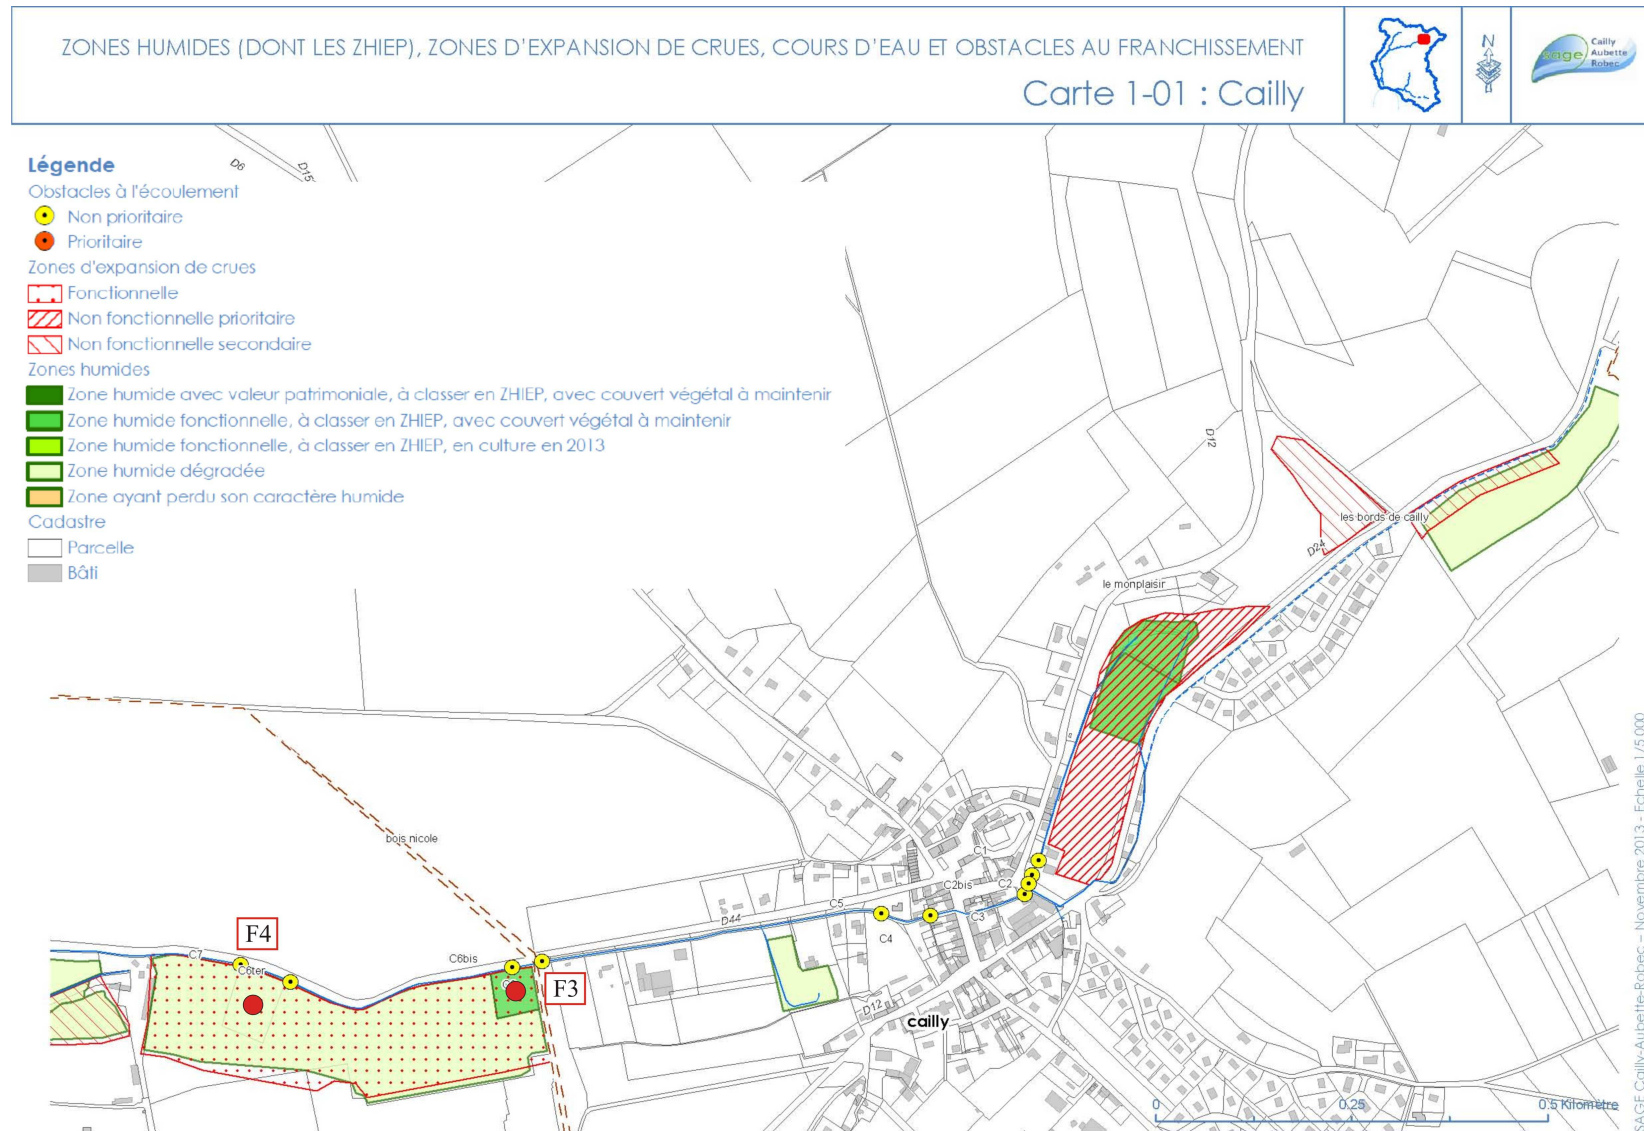 ZONES HUMIDES (DONT LES ZHIEP), ZONES D'EXPANSION DE CRUES, COURS D'EAU ET OBSTACLES AU FRANCHISSEMENT
Carte 1-01 : Cailly
N
sage
Cailly
Aubette
Robec
Légende
Obstacles à l'écoulement
Non prioritaire
Prioritaire
Zones d'expansion de crues
Fonctionnelle
Non fonctionnelle prioritaire
Non fonctionnelle secondaire
Zones humides
Zone humide avec valeur patrimoniale, à classer en ZHIEP, avec couvert végétal à maintenir
Zone humide fonctionnelle, à classer en ZHIEP, avec couvert végétal à maintenir
Zone humide fonctionnelle, à classer en ZHIEP, en culture en 2013
Zone humide dégradée
Zone ayant perdu son caractère humide
Cadastre
Parcelle
Bâti
D6
D15
D12
les bords de cailly
D24
le monplaisir
bois nicole
C1
C2bis
C2
C5
C3
D44
C4
F4
C7
C6ter
C6bis
F3
D12
cailly
0
0.25
0.5 Kilomètre
SAGE Cailly-Aubette-Robec – Novembre 2013 - Echelle 1/5 000